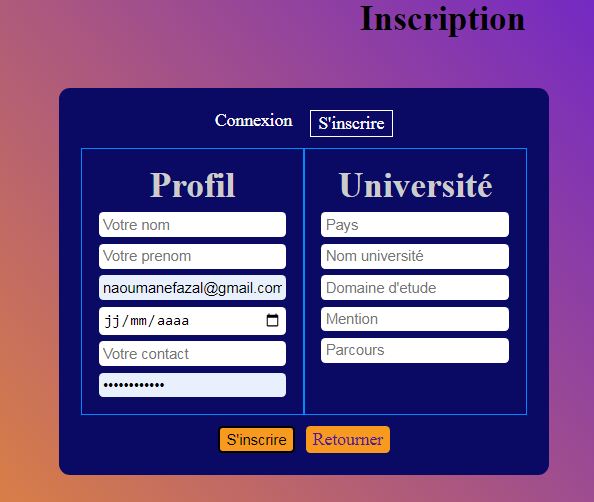 Inscription
Connexion S'inscrire
Profil
Votre nom
Votre prenom
naoumanefazal@gmail.com
jj/mm/aaaa
Votre contact
••••••••••••
Université
Pays
Nom université
Domaine d'etude
Mention
Parcours
S'inscrire Retourner